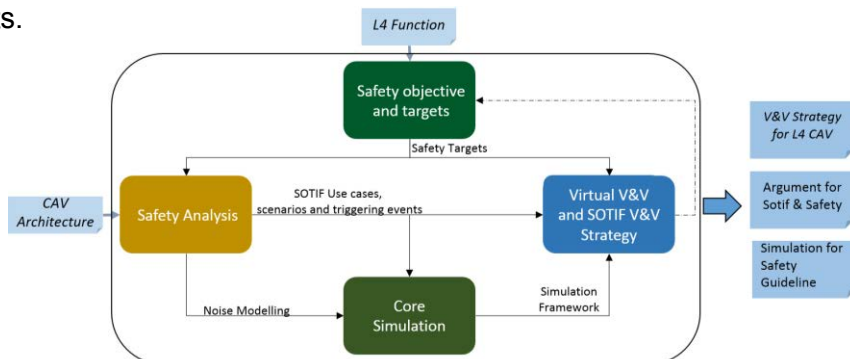 s.
L4 Function
Safety objective
and targets
Safety Targets
V&V Strategy
for L4 CAV
CAV
Architecture
Safety Analysis
SOTIF Use cases,
scenarios and triggering events
Virtual V&V
and SOTIF V&V
Strategy
Argument for
Sotif & Safety
Noise Modelling
Core
Simulation
Simulation
Framework
Simulation for
Safety
Guideline